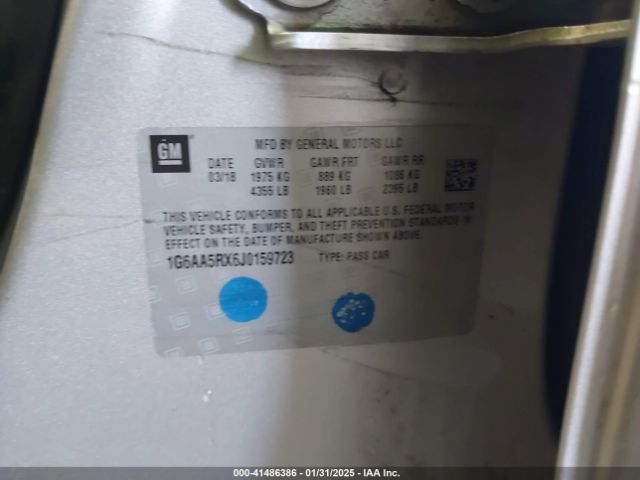 GM
MFD BY GENERAL MOTORS LLC
DATE GVWR GAWR FRT GAWR RR
03/18 1975 KG 889 KG 1086 KG
4355 LB 1960 LB 2395 LB
THIS VEHICLE CONFORMS TO ALL APPLICABLE U.S. FEDERAL MOTOR
VEHICLE SAFETY, BUMPER, AND THEFT PREVENTION STANDARDS IN
EFFECT ON THE DATE OF MANUFACTURE SHOWN ABOVE.
1G6AA5RX6J0159723 TYPE: PASS CAR
000-41486386 - 01/31/2025 - IAA Inc.